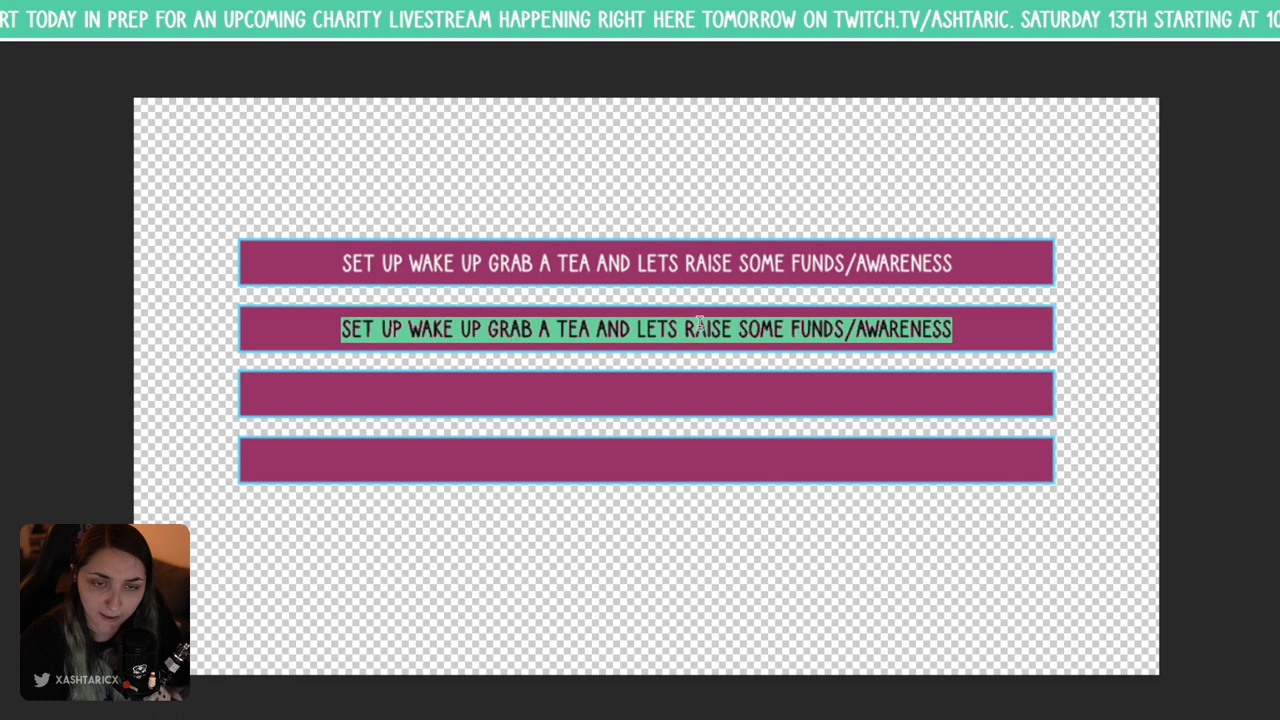 RT TODAY IN PREP FOR AN UPCOMING CHARITY LIVESTREAM HAPPENING RIGHT HERE TOMORROW ON TWITCH.TV/ASHTARIC. SATURDAY 13TH STARTING AT 10
SET UP WAKE UP GRAB A TEA AND LETS RAISE SOME FUNDS/AWARENESS
SET UP WAKE UP GRAB A TEA AND LETS RAISE SOME FUNDS/AWARENESS
XASHTARICX